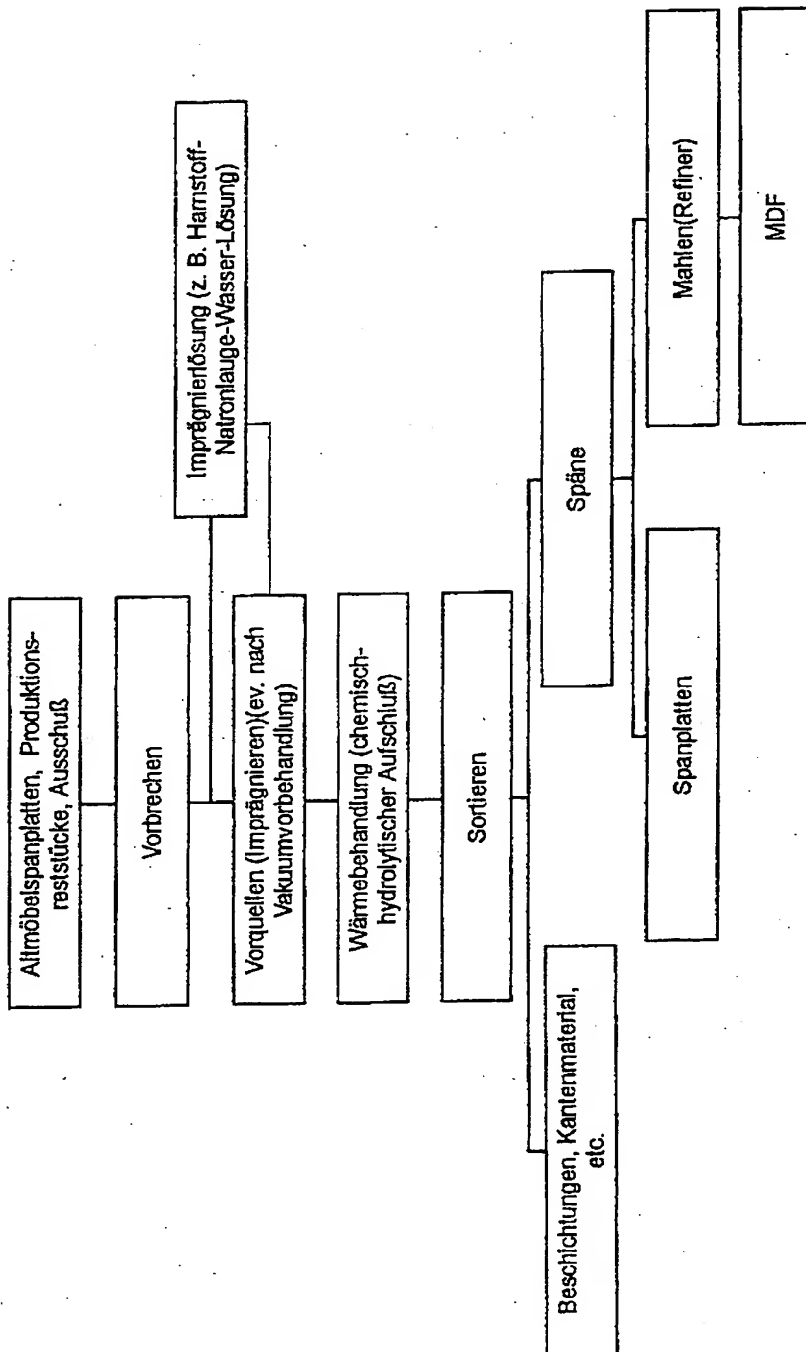 Altmöbelspanplatten, Produktions-
reststücke, Ausschuß
Vorbrechen
Imprägnierlösung (z. B. Harnstoff-
Natronlauge-Wasser-Lösung)
Vorquellen (Imprägnieren)(ev. nach
Vakuumvorbehandlung)
Wärmebehandlung (chemisch-
hydrolytischer Aufschluß)
Sortieren
Beschichtungen, Kantenmaterial,
etc.
Späne
Spanplatten
Mahlen(Refiner)
MDF